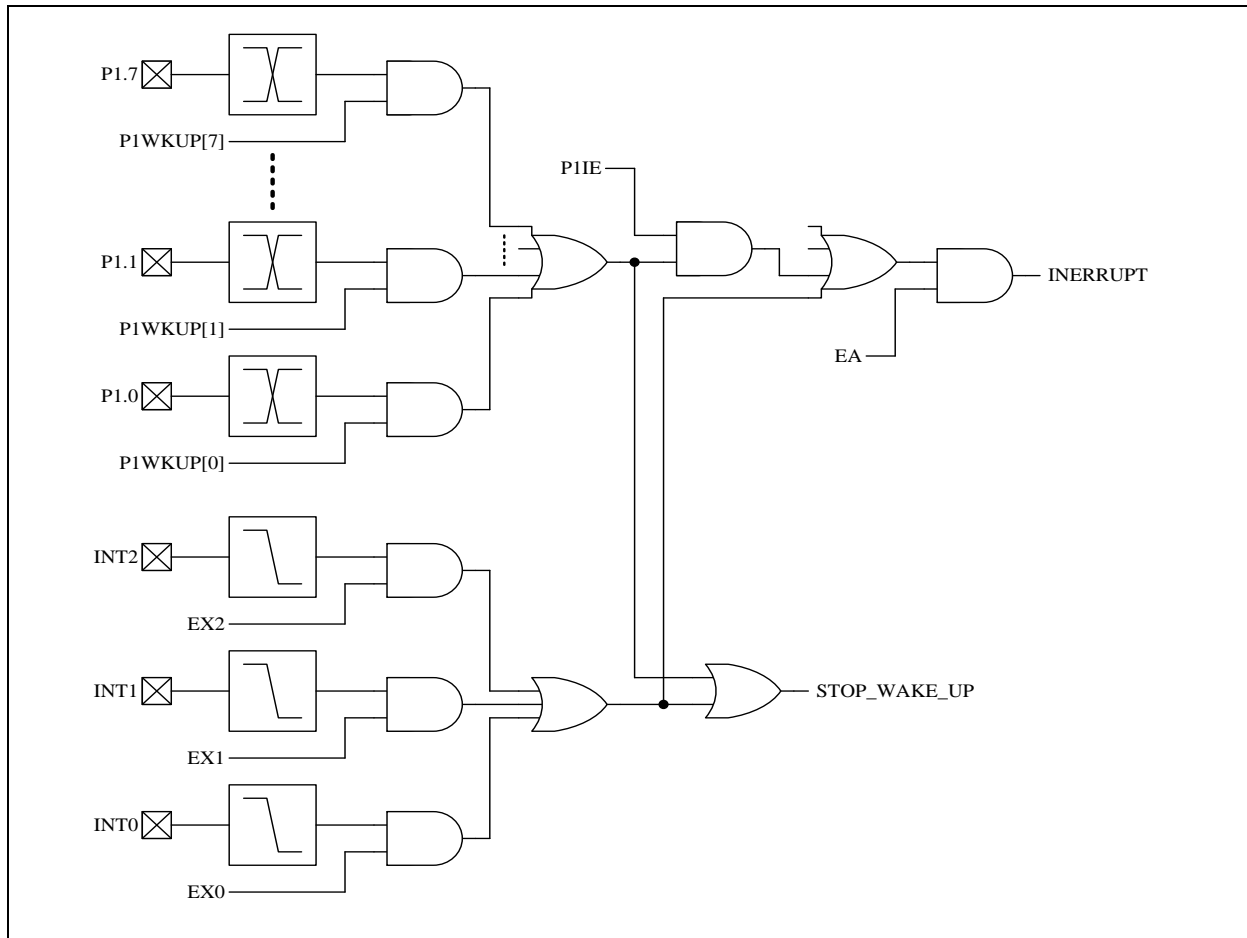 P1.7
P1WKUP[7]
P1IE
P1.1
INERRUPT
P1WKUP[1]
EA
P1.0
P1WKUP[0]
INT2
EX2
INT1
STOP_WAKE_UP
EX1
INT0
EX0